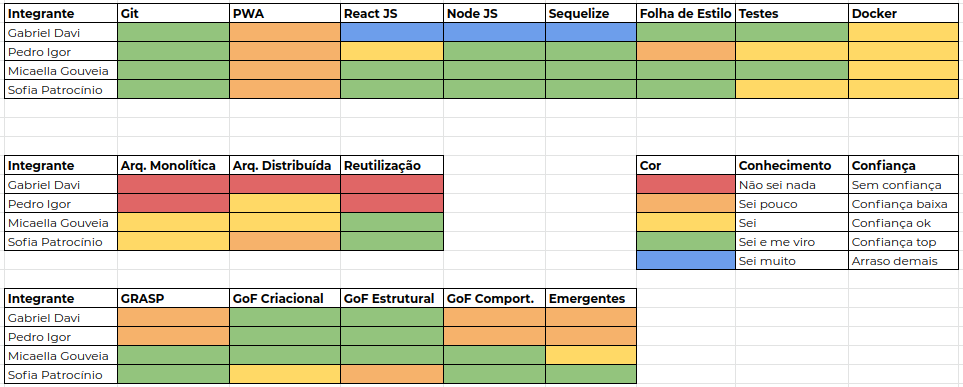 Integrante Git PWA React JS Node JS Sequelize Folha de Estilo Testes Docker
Gabriel Davi
Pedro Igor
Micaella Gouveia
Sofia Patrocínio
Integrante Arq. Monolítica Arq. Distribuída Reutilização
Gabriel Davi
Pedro Igor
Micaella Gouveia
Sofia Patrocínio
Cor Conhecimento Confiança
Não sei nada Sem confiança
Sei pouco Confiança baixa
Sei Confiança ok
Sei e me viro Confiança top
Sei muito Arraso demais
Integrante GRASP GoF Criacional GoF Estrutural GoF Comport. Emergentes
Gabriel Davi
Pedro Igor
Micaella Gouveia
Sofia Patrocínio